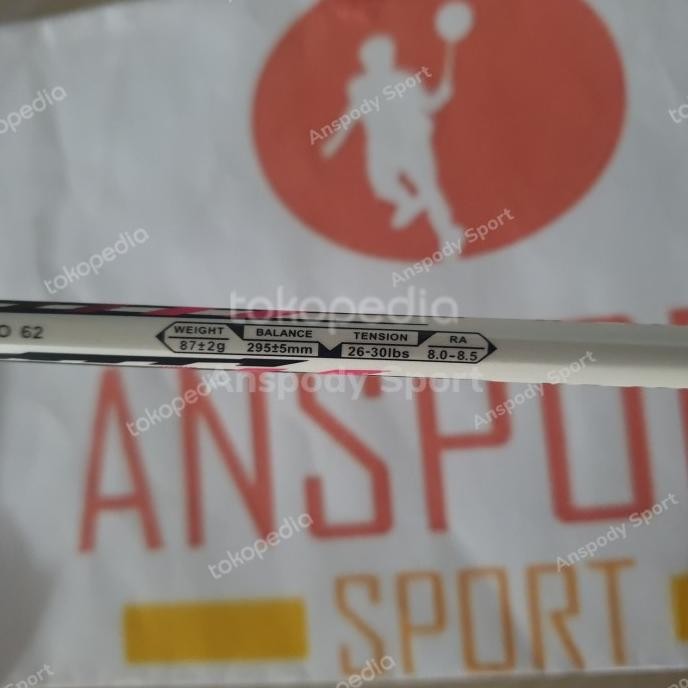 tokopedia
Anspody Sport
tokopedia
Anspody Sport
tokopedia
O 62
WEIGHT BALANCE TENSION RA
87±2g 295±5mm 26-30lbs 8.0-8.5
Anspody Sport
tokopedia
Anspody Sport
ANSPO
tokopedia
Anspody Sport
SPORT
tokopedia